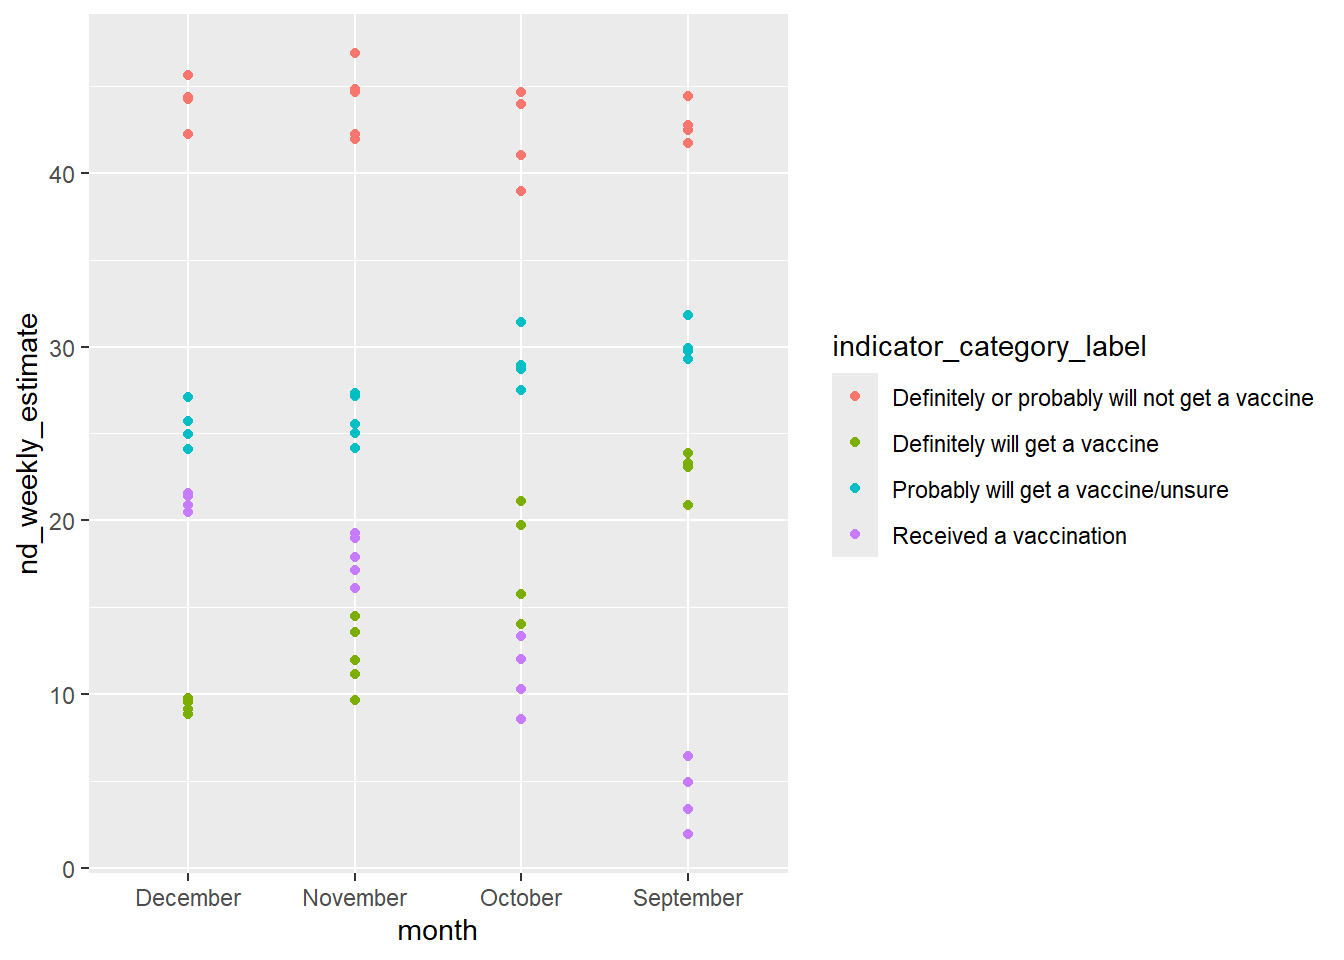 nd_weekly_estimate
40
30
20
10
0
December
November
October
September
month
indicator_category_label
Definitely or probably will not get a vaccine
Definitely will get a vaccine
Probably will get a vaccine/unsure
Received a vaccination